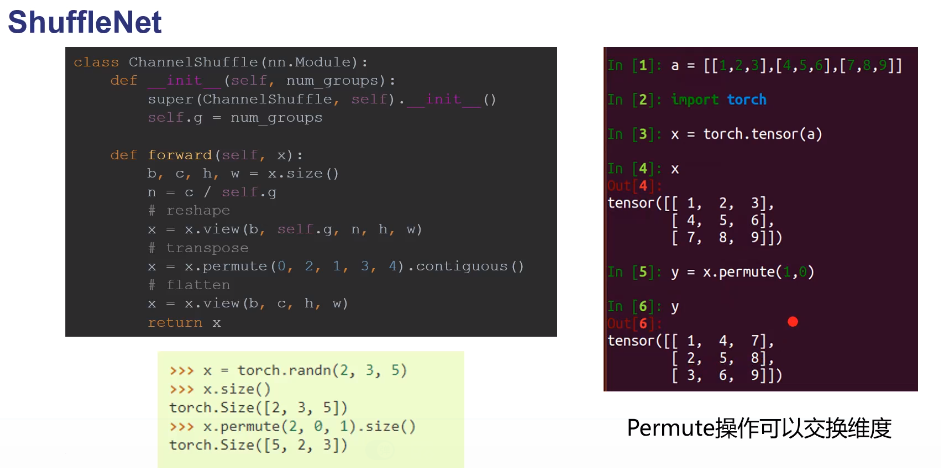 ShuffleNet
class ChannelShuffle(nn.Module):
    def __init__(self, num_groups):
        super(ChannelShuffle, self).__init__()
        self.g = num_groups

    def forward(self, x):
        b, c, h, w = x.size()
        n = c / self.g
        # reshape
        x = x.view(b, self.g, n, h, w)
        # transpose
        x = x.permute(0, 2, 1, 3, 4).contiguous()
        # flatten
        x = x.view(b, c, h, w)
        return x
>>> x = torch.randn(2, 3, 5)
>>> x.size()
torch.Size([2, 3, 5])
>>> x.permute(2, 0, 1).size()
torch.Size([5, 2, 3])
In [1]: a = [[1,2,3],[4,5,6],[7,8,9]]
In [2]: import torch
In [3]: x = torch.tensor(a)
In [4]: x
Out[4]:
tensor([[ 1,  2,  3],
        [ 4,  5,  6],
        [ 7,  8,  9]])
In [5]: y = x.permute(1,0)
In [6]: y
Out[6]:
tensor([[ 1,  4,  7],
        [ 2,  5,  8],
        [ 3,  6,  9]])
Permute操作可以交换维度